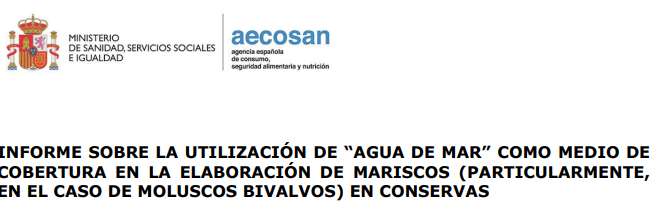 MINISTERIO
DE SANIDAD, SERVICIOS SOCIALES
E IGUALDAD
aecosan
agencia española
de consumo,
seguridad alimentaria y nutrición
INFORME SOBRE LA UTILIZACIÓN DE “AGUA DE MAR” COMO MEDIO DE
COBERTURA EN LA ELABORACIÓN DE MARISCOS (PARTICULARMENTE,
EN EL CASO DE MOLUSCOS BIVALVOS) EN CONSERVAS